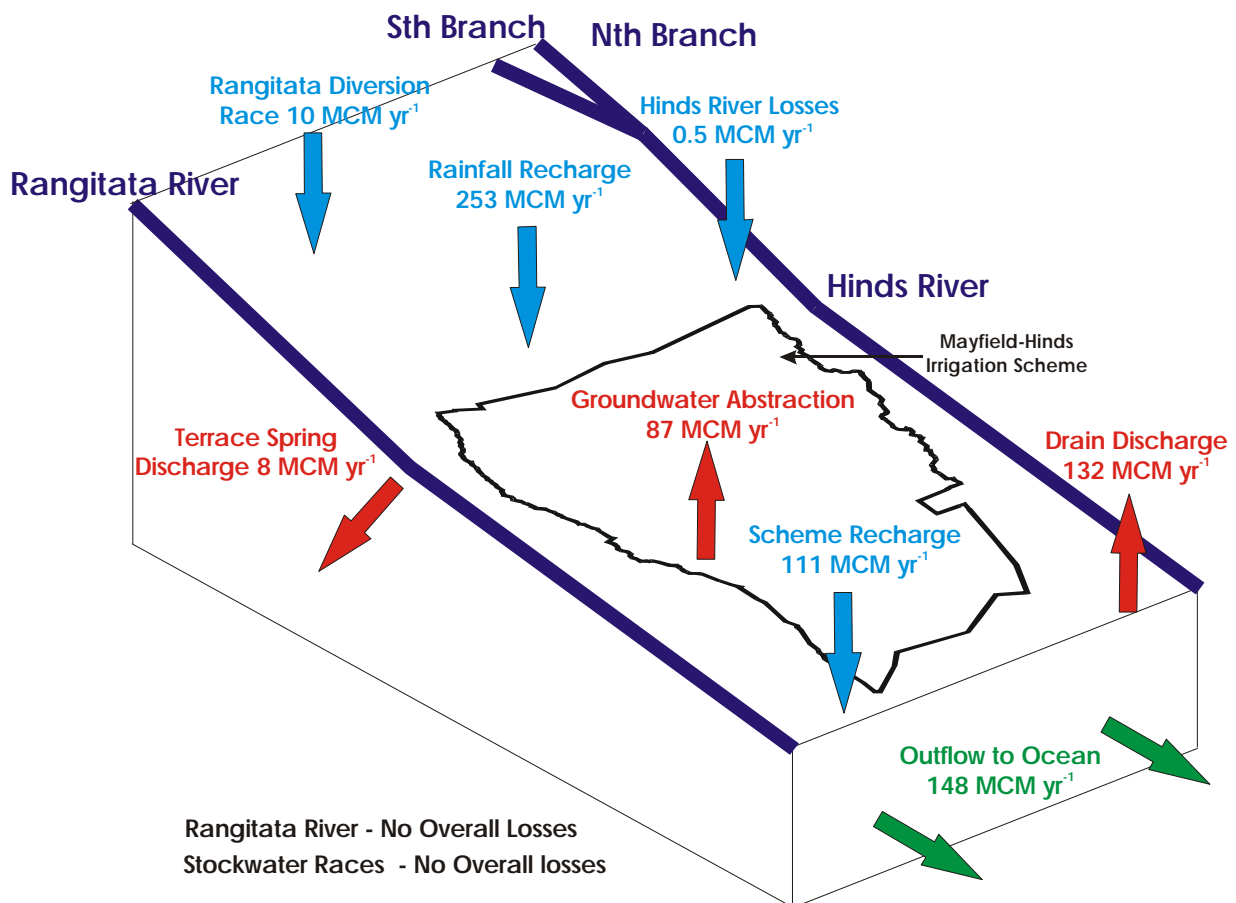 Sth Branch
Nth Branch
Rangitata Diversion
Race 10 MCM yr⁻¹
Hinds River Losses
0.5 MCM yr⁻¹
Rainfall Recharge
253 MCM yr⁻¹
Rangitata River
Hinds River
Mayfield-Hinds
Irrigation Scheme
Groundwater Abstraction
87 MCM yr⁻¹
Terrace Spring
Discharge 8 MCM yr⁻¹
Drain Discharge
132 MCM yr⁻¹
Scheme Recharge
111 MCM yr⁻¹
Outflow to Ocean
148 MCM yr⁻¹
Rangitata River - No Overall Losses
Stockwater Races - No Overall losses